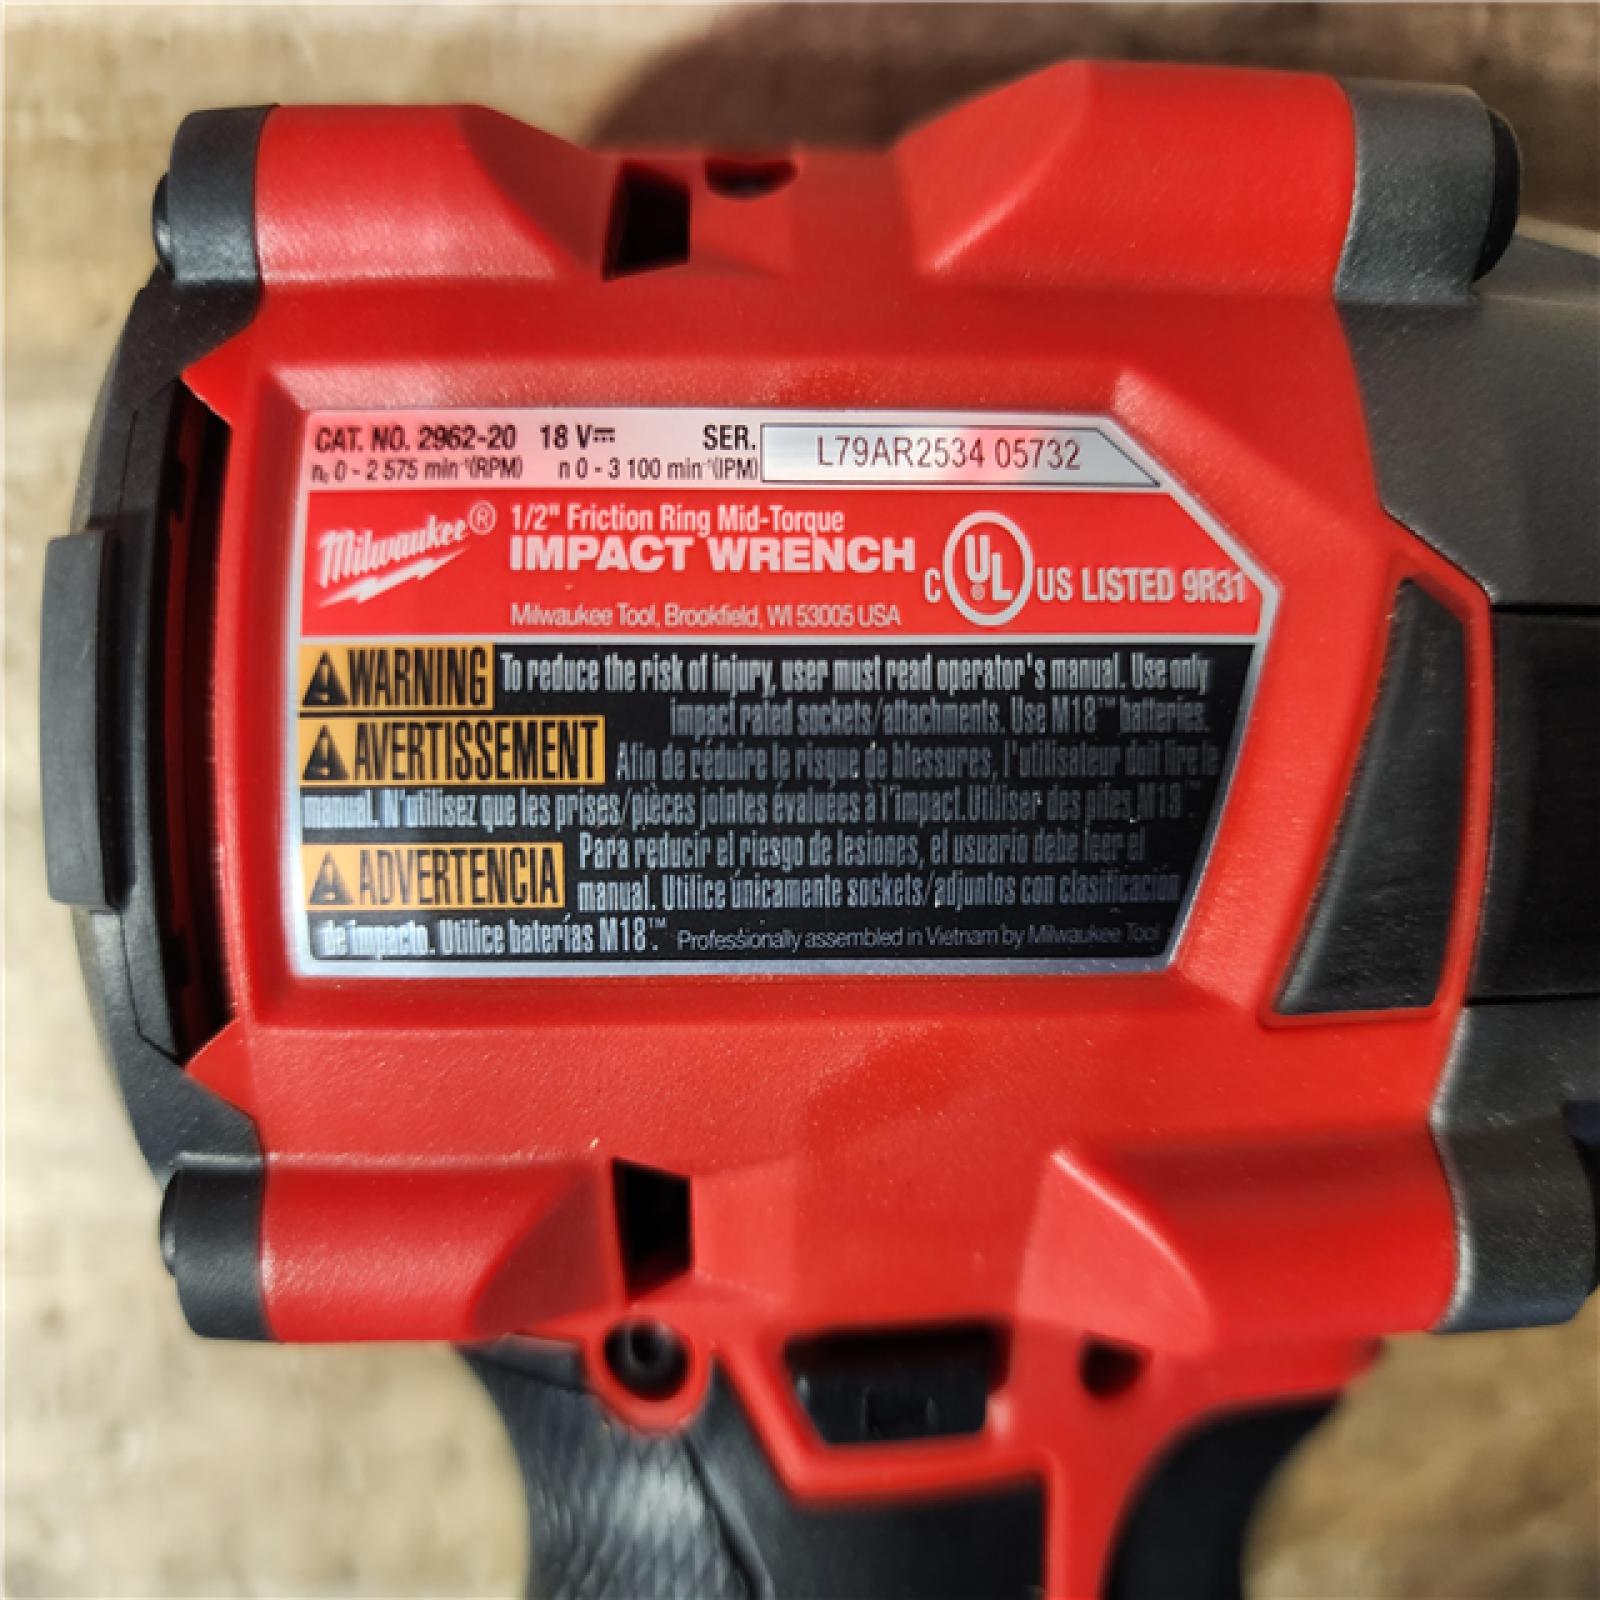 CAT. NO. 2962-20 18 V⎓ SER. L79AR2534 05732
n₀ 0 - 2 575 min⁻¹(RPM) n 0 - 3 100 min⁻¹(IPM)
Milwaukee® 1/2" Friction Ring Mid-Torque
IMPACT WRENCH
C UL® US LISTED 9R31
Milwaukee Tool, Brookfield, WI 53005 USA
WARNING To reduce the risk of injury, user must read operator's manual. Use only
impact rated sockets/attachments. Use M18™ batteries.
AVERTISSEMENT Afin de réduire le risque de blessures, l'utilisateur doit lire le
manual. N'utilisez que les prises/pièces jointes évaluées à l'impact. Utiliser des piles M18™.
ADVERTENCIA Para reducir el riesgo de lesiones, el usuario debe leer el
manual. Utilice únicamente sockets/adjuntos con clasificación
de impacto. Utilice baterías M18™. Professionally assembled in Vietnam by Milwaukee Tool